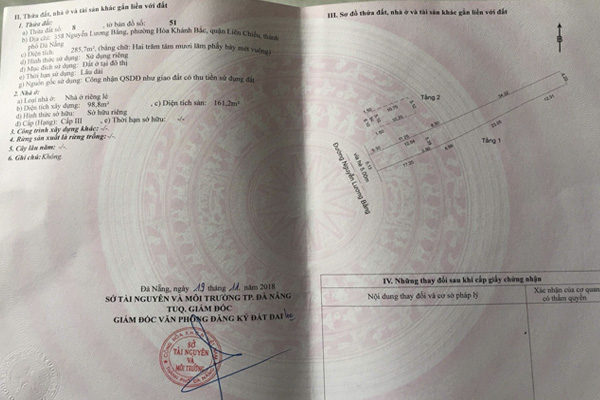 II. Thửa đất, nhà ở và tài sản khác gắn liền với đất
1. Thửa đất:
a) Thửa đất số: 8 , tờ bản đồ số: 51
b) Địa chỉ: 358 Nguyễn Lương Bằng, phường Hòa Khánh Bắc, quận Liên Chiểu, thành
phố Đà Nẵng
c) Diện tích: 285,7m², (bằng chữ: Hai trăm tám mươi lăm phẩy bảy mét vuông)
d) Hình thức sử dụng: Sử dụng riêng
đ) Mục đích sử dụng: Đất ở tại đô thị
e) Thời hạn sử dụng: Lâu dài
g) Nguồn gốc sử dụng: Công nhận QSDĐ như giao đất có thu tiền sử dụng đất
2. Nhà ở:
a) Loại nhà ở: Nhà ở riêng lẻ
b) Diện tích xây dựng: 98,8m² , c) Diện tích sàn: 161,2m²
d) Hình thức sở hữu: Sở hữu riêng
đ) Cấp (Hạng): Cấp III , e) Thời hạn sở hữu: -/-
3. Công trình xây dựng khác: -/-
4. Rừng sản xuất là rừng trồng: -/-
5. Cây lâu năm: -/-
6. Ghi chú: Không
Đà Nẵng, ngày 19 tháng 11 năm 2018
SỞ TÀI NGUYÊN VÀ MÔI TRƯỜNG TP. ĐÀ NẴNG
TUQ. GIÁM ĐỐC
GIÁM ĐỐC VĂN PHÒNG ĐĂNG KÝ ĐẤT ĐAI
SỞ
TÀI NGUYÊN
VÀ
MÔI TRƯỜNG
III. Sơ đồ thửa đất, nhà ở và tài sản khác gắn liền với đất
B
Tầng 2
Tầng 1
Đường Nguyễn Lương Bằng
vỉa hè 5.00m
IV. Những thay đổi sau khi cấp giấy chứng nhận
Nội dung thay đổi và cơ sở pháp lý
Xác nhận của cơ quan
có thẩm quyền